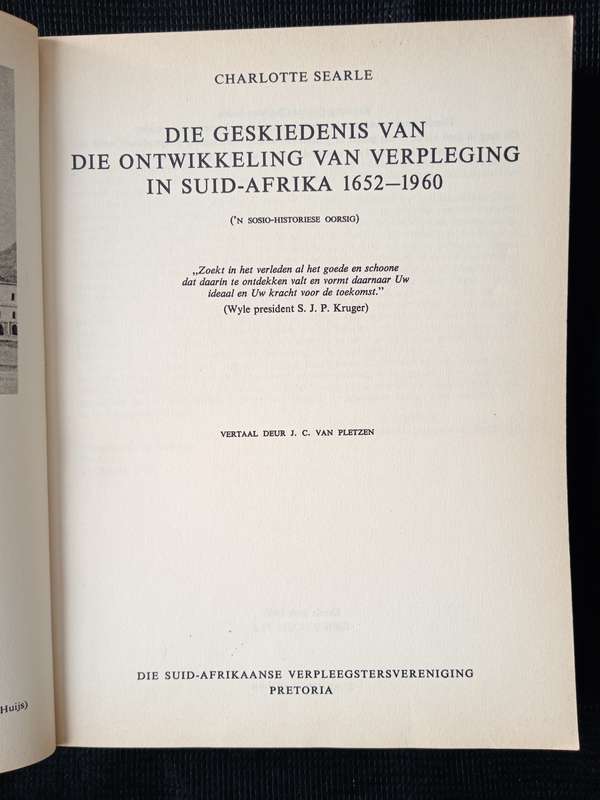 CHARLOTTE SEARLE
DIE GESKIEDENIS VAN
DIE ONTWIKKELING VAN VERPLEGING
IN SUID-AFRIKA 1652—1960
('N SOSIO-HISTORIESE OORSIG)
„Zoekt in het verleden al het goede en schoone
dat daarin te ontdekken valt en vormt daarnaar Uw
ideaal en Uw kracht voor de toekomst.”
(Wyle president S. J. P. Kruger)
VERTAAL DEUR J. C. VAN PLETZEN
DIE SUID-AFRIKAANSE VERPLEEGSTERSVERENIGING
PRETORIA
Huijs)